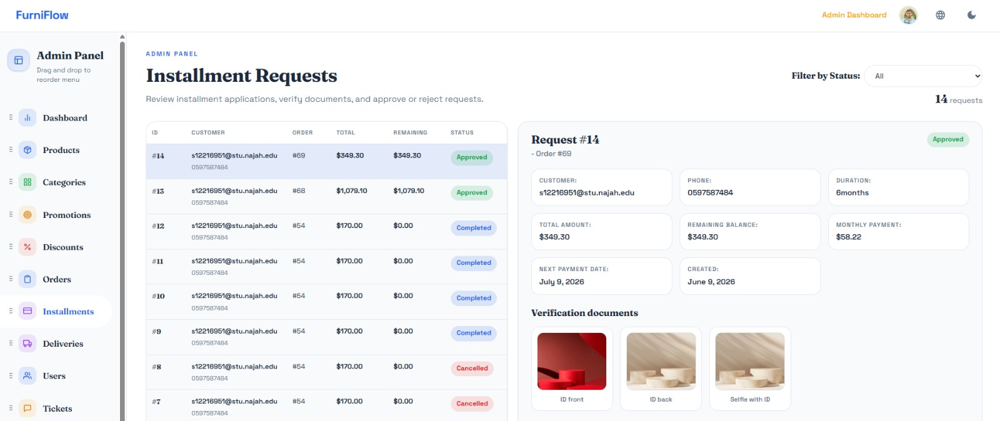 FurniFlow
Admin Dashboard
Admin Panel
Drag and drop to
reorder menu
Dashboard
Products
Categories
Promotions
Discounts
Orders
Installments
Deliveries
Users
Tickets
ADMIN PANEL
Installment Requests
Review installment applications, verify documents, and approve or reject requests.
Filter by Status: All
14 requests
ID CUSTOMER ORDER TOTAL REMAINING STATUS
#14 s12216951@stu.najah.edu #69 $349.30 $349.30 Approved
0597587484
#13 s12216951@stu.najah.edu #68 $1,079.10 $1,079.10 Approved
0597587484
#12 s12216951@stu.najah.edu #54 $170.00 $0.00 Completed
0597587484
#11 s12216951@stu.najah.edu #54 $170.00 $0.00 Completed
0597587484
#10 s12216951@stu.najah.edu #54 $170.00 $0.00 Completed
0597587484
#9 s12216951@stu.najah.edu #54 $170.00 $0.00 Completed
0597587484
#8 s12216951@stu.najah.edu #54 $170.00 $0.00 Cancelled
0597587484
#7 s12216951@stu.najah.edu #54 $170.00 $0.00 Cancelled
0597587484
Request #14 Approved
- Order #69
CUSTOMER: PHONE: DURATION:
s12216951@stu.najah.edu 0597587484 6months
TOTAL AMOUNT: REMAINING BALANCE: MONTHLY PAYMENT:
$349.30 $349.30 $58.22
NEXT PAYMENT DATE: CREATED:
July 9, 2026 June 9, 2026
Verification documents
ID front ID back Selfie with ID